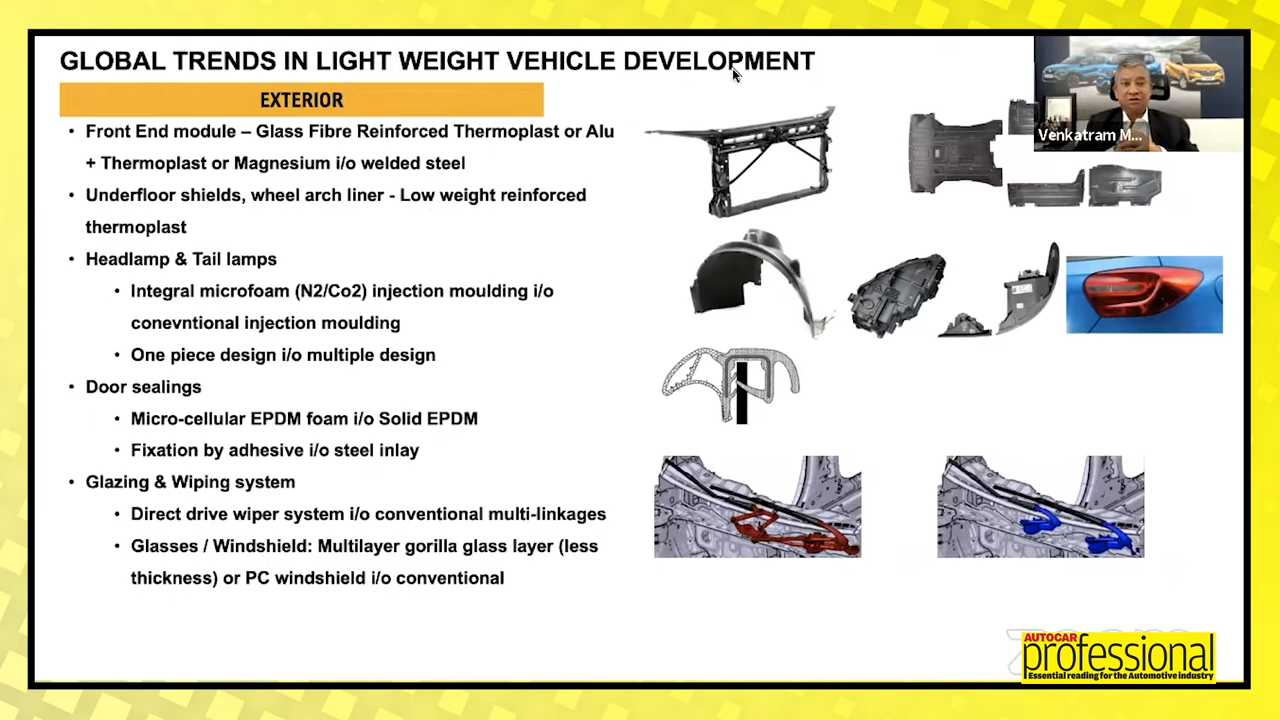 GLOBAL TRENDS IN LIGHT WEIGHT VEHICLE DEVELOPMENT
EXTERIOR
• Front End module – Glass Fibre Reinforced Thermoplast or Alu
+ Thermoplast or Magnesium i/o welded steel
• Underfloor shields, wheel arch liner - Low weight reinforced
thermoplast
• Headlamp & Tail lamps
• Integral microfoam (N2/Co2) injection moulding i/o
conevntional injection moulding
• One piece design i/o multiple design
• Door sealings
• Micro-cellular EPDM foam i/o Solid EPDM
• Fixation by adhesive i/o steel inlay
• Glazing & Wiping system
• Direct drive wiper system i/o conventional multi-linkages
• Glasses / Windshield: Multilayer gorilla glass layer (less
thickness) or PC windshield i/o conventional
Venkatram M...
zoom
AUTOCAR
professional
Essential reading for the Automotive industry